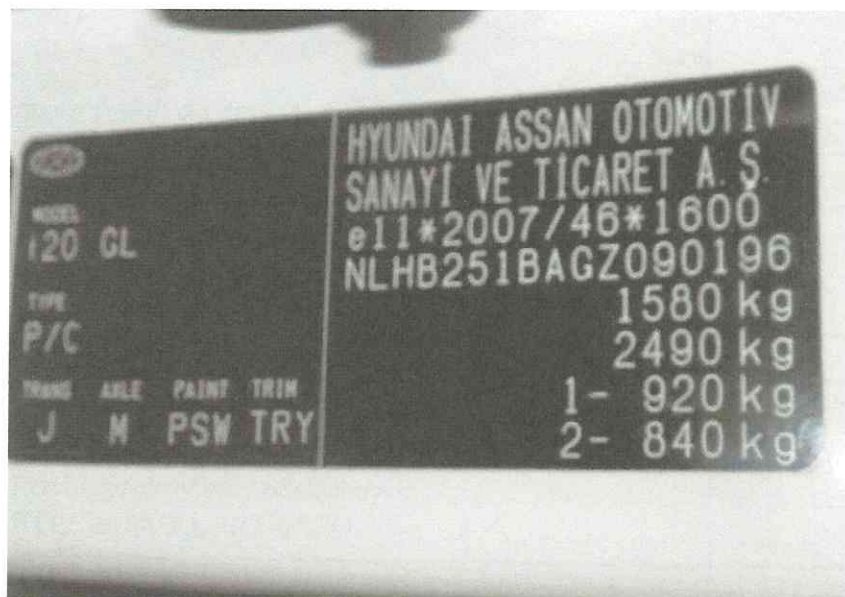 MODEL
i20 GL
TYPE
P/C
TRANS AXLE PAINT TRIM
J M PSW TRY
HYUNDAI ASSAN OTOMOTİV
SANAYİ VE TİCARET A.Ş.
e11*2007/46*1600
NLHB251BAGZ090196
1580 kg
2490 kg
1- 920 kg
2- 840 kg